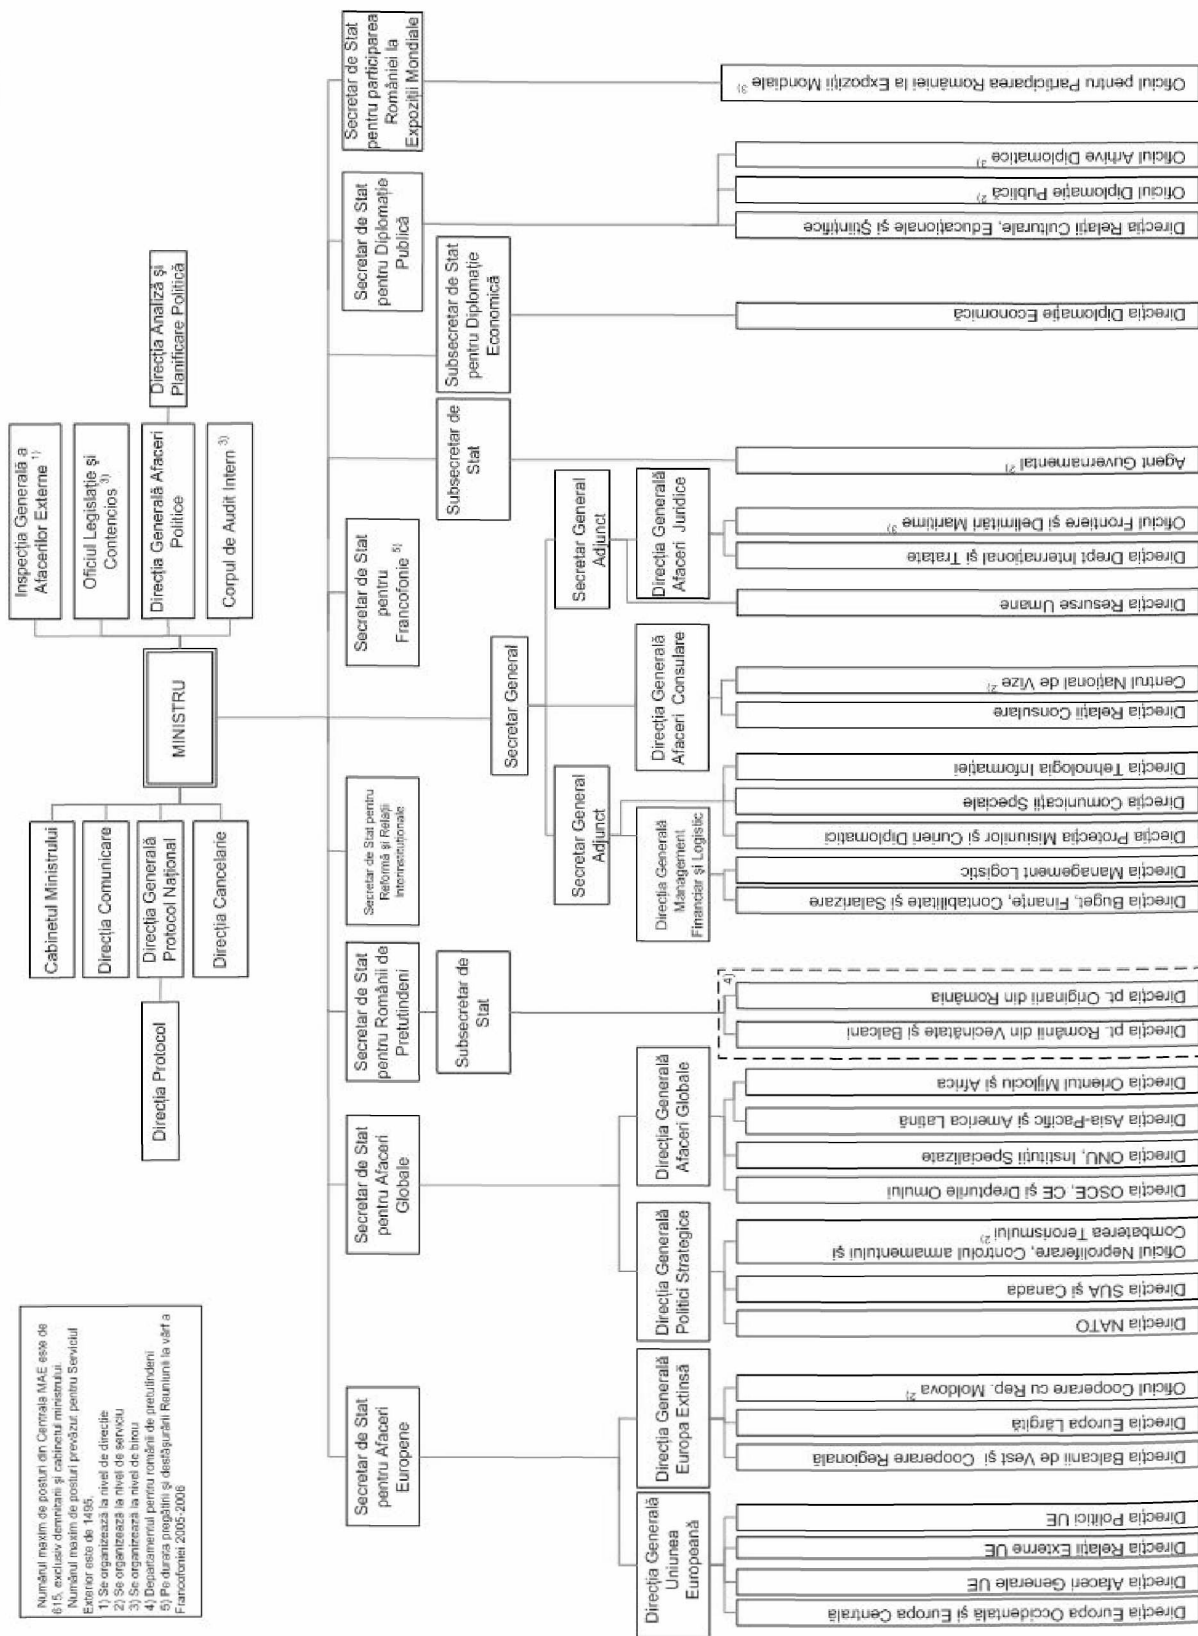 Numărul maxim de posturi din Centrala MAE este de
615, exclusiv demnitarii și cabinetul ministrului.
Numărul maxim de posturi prevăzut pentru Serviciul
Exterior este de 1495.
1) Se organizează la nivel de direcție
2) Se organizează la nivel de serviciu
3) Se organizează la nivel de birou
4) Departamentul pentru românii de pretutindeni
5) Pe durata pregătirii și desfășurării Reuniunii la vârf a
Francofoniei 2005-2006
MINISTRU
Cabinetul Ministrului
Direcția Comunicare
Direcția Generală
Protocol Național
Direcția Cancelarie
Direcția Protocol
Inspecția Generală a
Afacerilor Externe 1)
Oficiul Legislație și
Contencios 3)
Direcția Generală Afaceri
Politice
Corpul de Audit Intern 3)
Direcția Analiză și
Planificare Politică
Secretar de Stat
pentru Afaceri
Europene
Secretar de Stat
pentru Afaceri
Globale
Secretar de Stat
pentru Românii de
Pretutindeni
Secretar de Stat pentru
Reformă și Relații
Interinstituționale
Secretar de Stat
pentru
Francofonie 5)
Secretar de Stat
pentru Diplomație
Publică
Secretar de Stat
pentru participarea
României la
Expoziții Mondiale
Subsecretar de
Stat
Subsecretar de
Stat
Subsecretar de Stat
pentru Diplomație
Economică
Secretar General
Secretar General
Adjunct
Secretar General
Adjunct
Direcția Generală
Uniunea
Europeană
Direcția Generală
Europa Extinsă
Direcția Generală
Politici Strategice
Direcția Generală
Afaceri Globale
Direcția Generală
Management
Financiar și Logistic
Direcția Generală
Afaceri Consulare
Direcția Generală
Afaceri Juridice
Direcția Europa Occidentală și Europa Centrală
Direcția Afaceri Generale UE
Direcția Relații Externe UE
Direcția Politici UE
Direcția Balcanii de Vest și Cooperare Regională
Direcția Europa Lărgită
Oficiul Cooperare cu Rep. Moldova 2)
Direcția NATO
Direcția SUA și Canada
Oficiul Neproliferare, Controlul armamentului și
Combaterea Terorismului 2)
Direcția OSCE, CE și Drepturile Omului
Direcția ONU, Instituții Specializate
Direcția Asia-Pacific și America Latină
Direcția Orientul Mijlociu și Africa
4)
Direcția pt. Românii din Vecinătate și Balcani
Direcția pt. Originarii din România
Direcția Buget, Finanțe, Contabilitate și Salarizare
Direcția Management Logistic
Direcția Protecția Misiunilor și Curieri Diplomatici
Direcția Comunicații Speciale
Direcția Tehnologia Informației
Direcția Relații Consulare
Centrul Național de Vize 2)
Direcția Resurse Umane
Direcția Drept Internațional și Tratate
Oficiul Frontiere și Delimitări Maritime 3)
Agent Guvernamental 2)
Direcția Diplomație Economică
Direcția Relații Culturale, Educaționale și Științifice
Oficiul Diplomație Publică 2)
Oficiul Arhive Diplomatice 3)
Oficiul pentru Participarea României la Expoziții Mondiale 3)